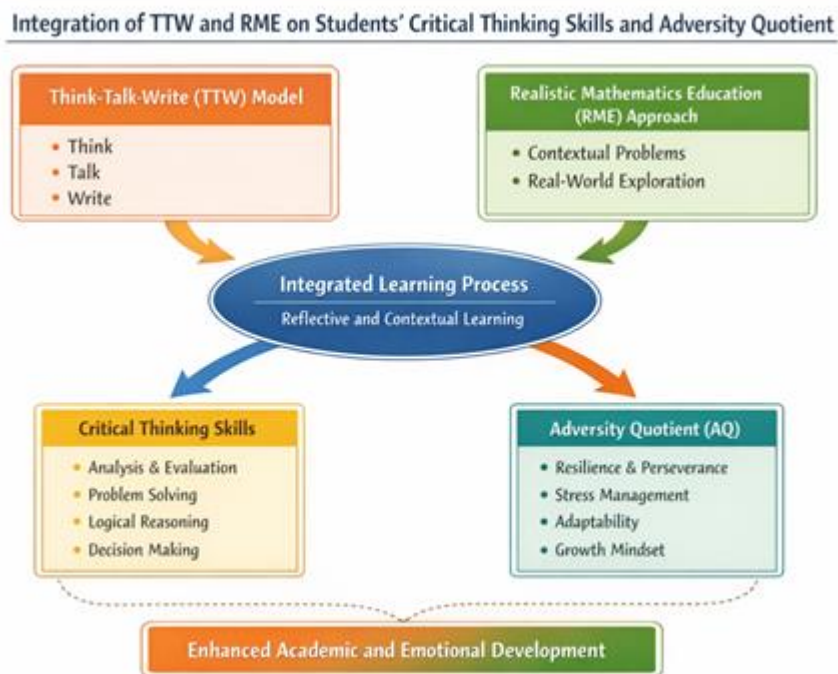 Integration of TTW and RME on Students' Critical Thinking Skills and Adversity Quotient
Think-Talk-Write (TTW) Model
• Think
• Talk
• Write
Realistic Mathematics Education
(RME) Approach
• Contextual Problems
• Real-World Exploration
Integrated Learning Process
Reflective and Contextual Learning
Critical Thinking Skills
• Analysis & Evaluation
• Problem Solving
• Logical Reasoning
• Decision Making
Adversity Quotient (AQ)
• Resilience & Perseverance
• Stress Management
• Adaptability
• Growth Mindset
Enhanced Academic and Emotional Development